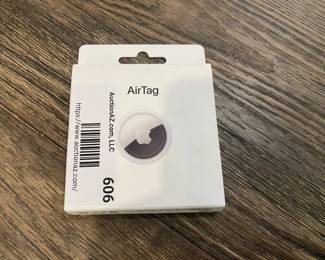 AirTag
AuctionAZ.com, LLC
https://www.auctionaz.com/
606